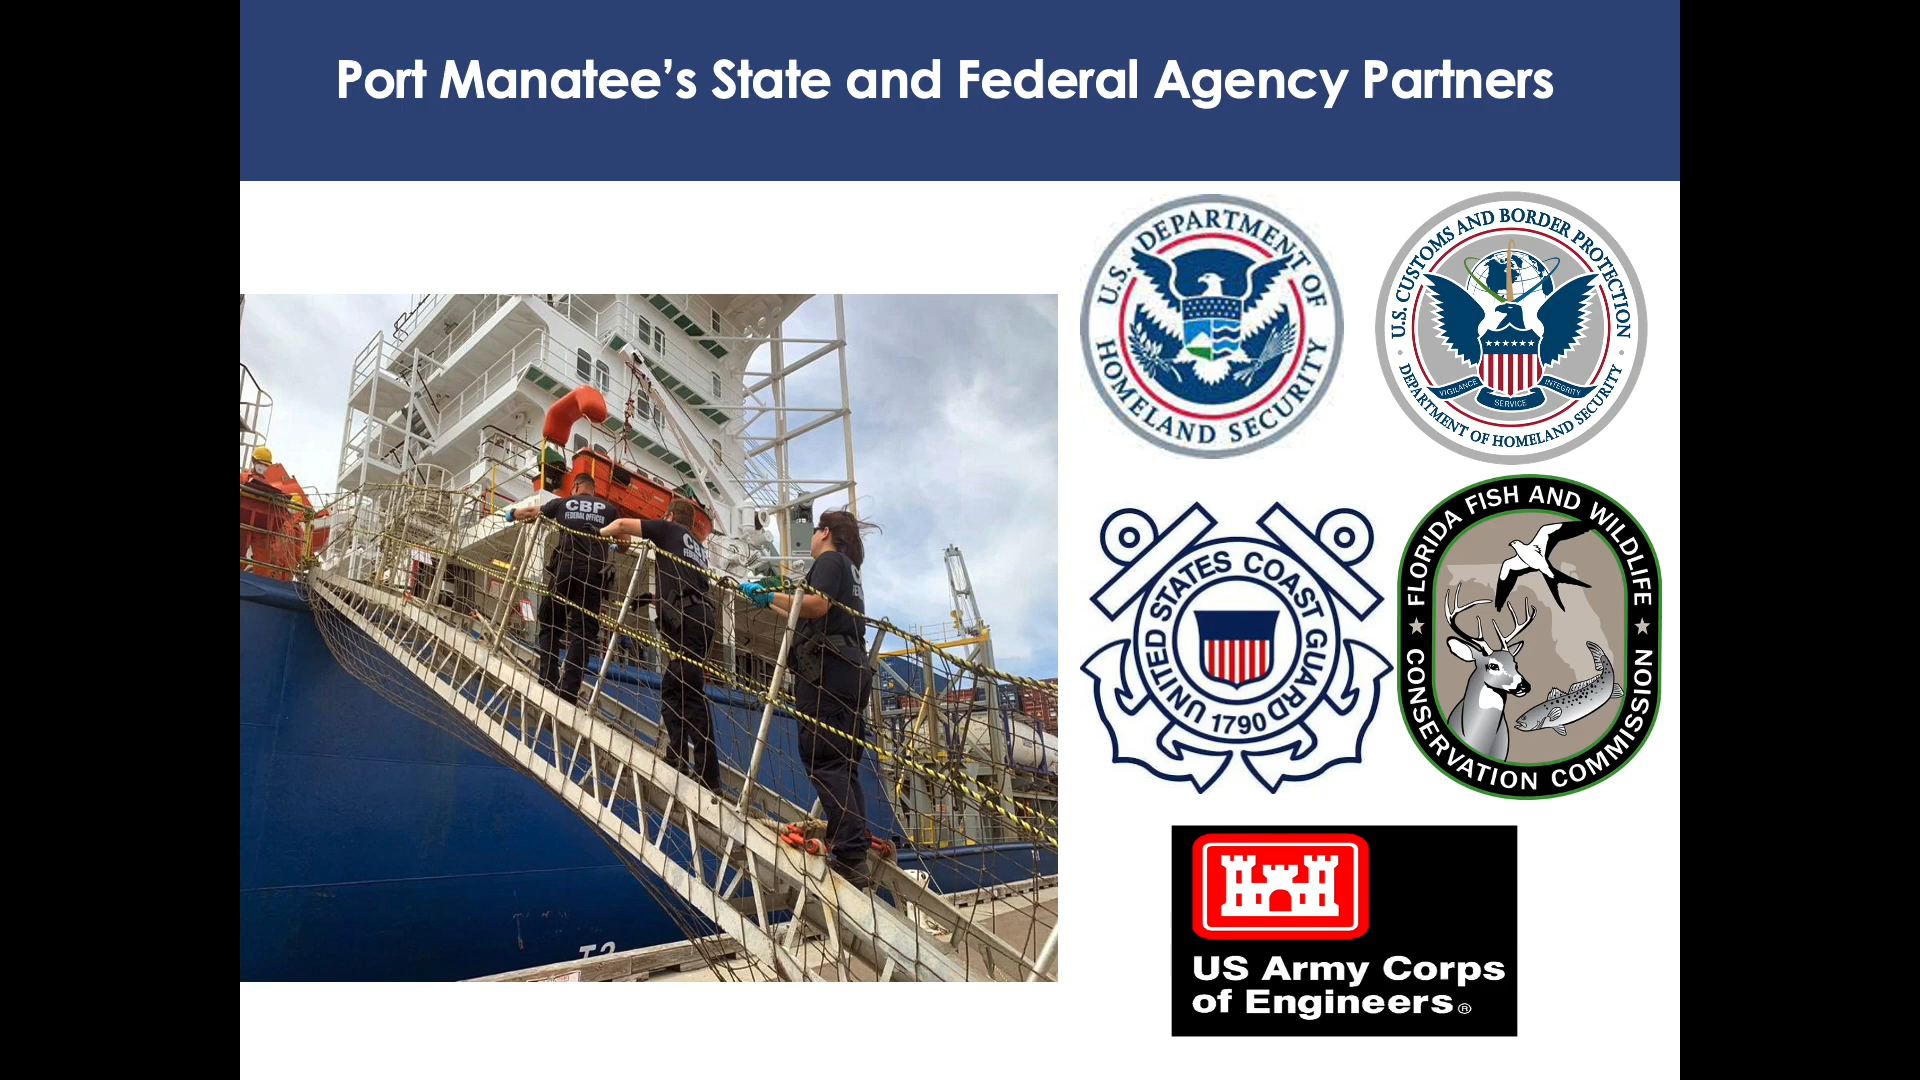 Port Manatee’s State and Federal Agency Partners
CBP
FEDERAL OFFICER
U.S. DEPARTMENT OF
HOMELAND SECURITY
U.S. CUSTOMS AND BORDER PROTECTION
VIGILANCE
SERVICE
INTEGRITY
DEPARTMENT OF HOMELAND SECURITY
UNITED STATES COAST GUARD
1790
FLORIDA FISH AND WILDLIFE
CONSERVATION COMMISSION
US Army Corps
of Engineers®